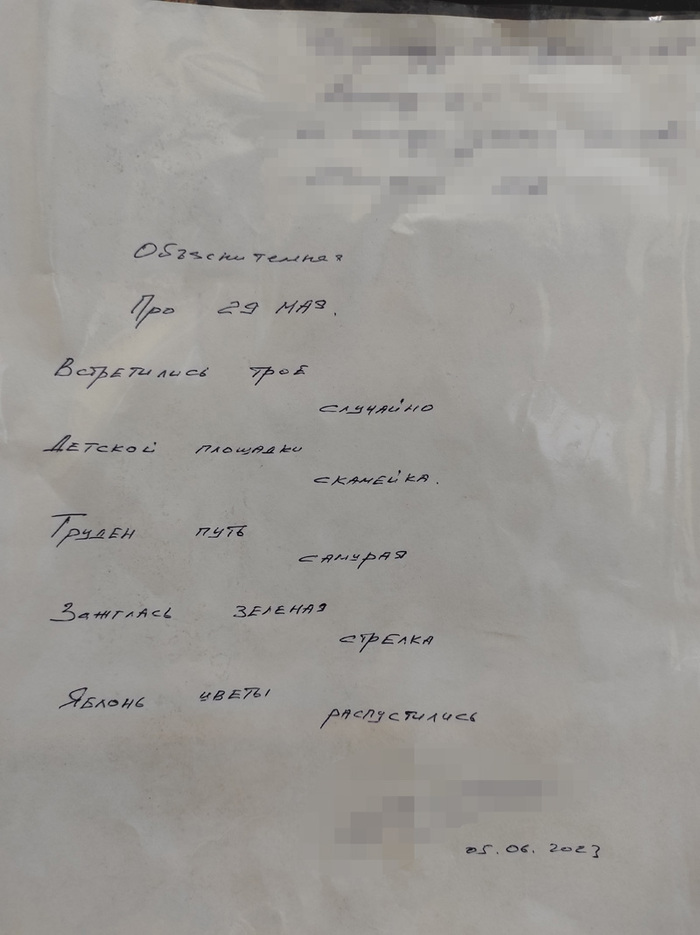 Объяснительная
Про 29 мая.
Встретились трое
случайно
Детской площадки
скамейка.
Труден путь
самурая
Зажглась зеленая
стрелка
Яблонь цветы
распустились
05.06.2023